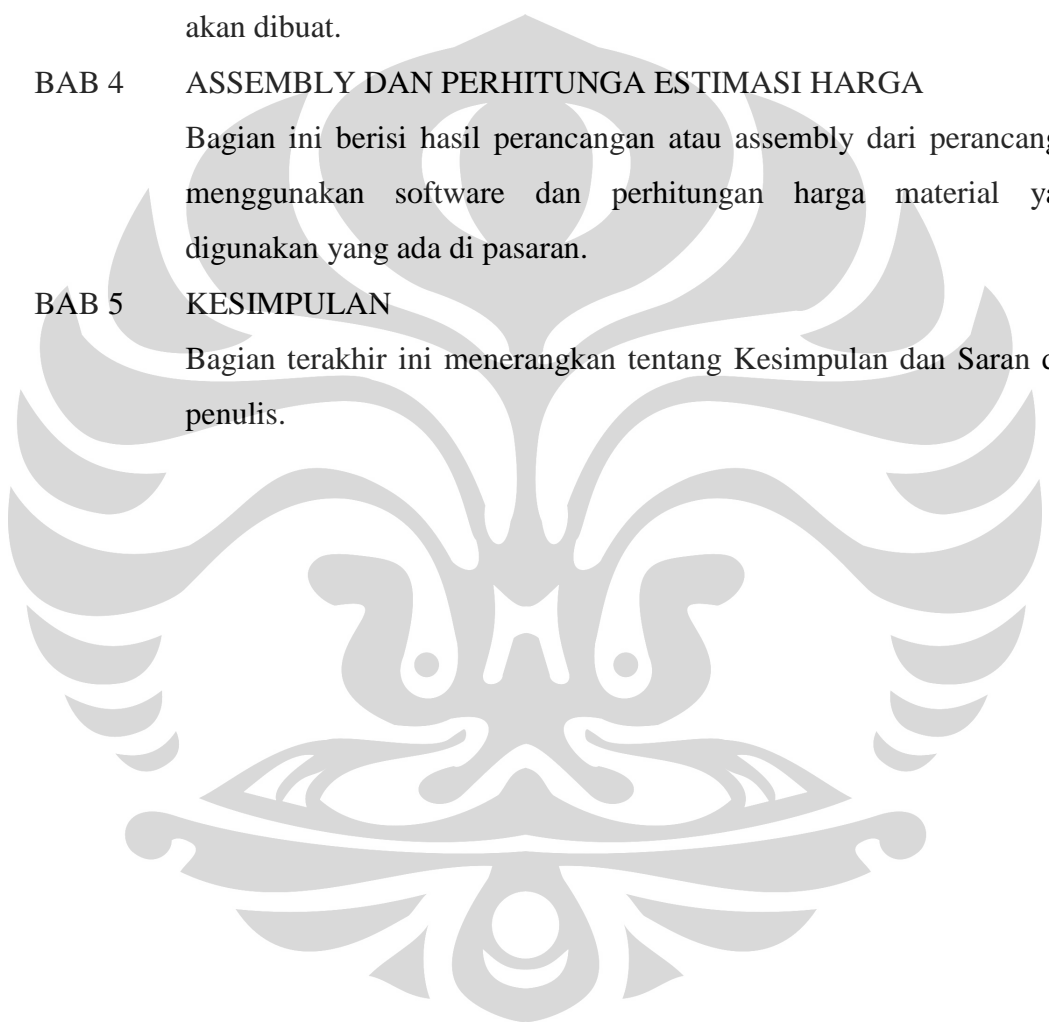 akan dibuat.
BAB 4 ASSEMBLY DAN PERHITUNGA ESTIMASI HARGA
Bagian ini berisi hasil perancangan atau assembly dari
menggunakan software dan perhitungan harga material
digunakan yang ada di pasaran.
BAB 5 KESIMPULAN
Bagian terakhir ini menerangkan tentang Kesimpulan dan Saran
penulis.